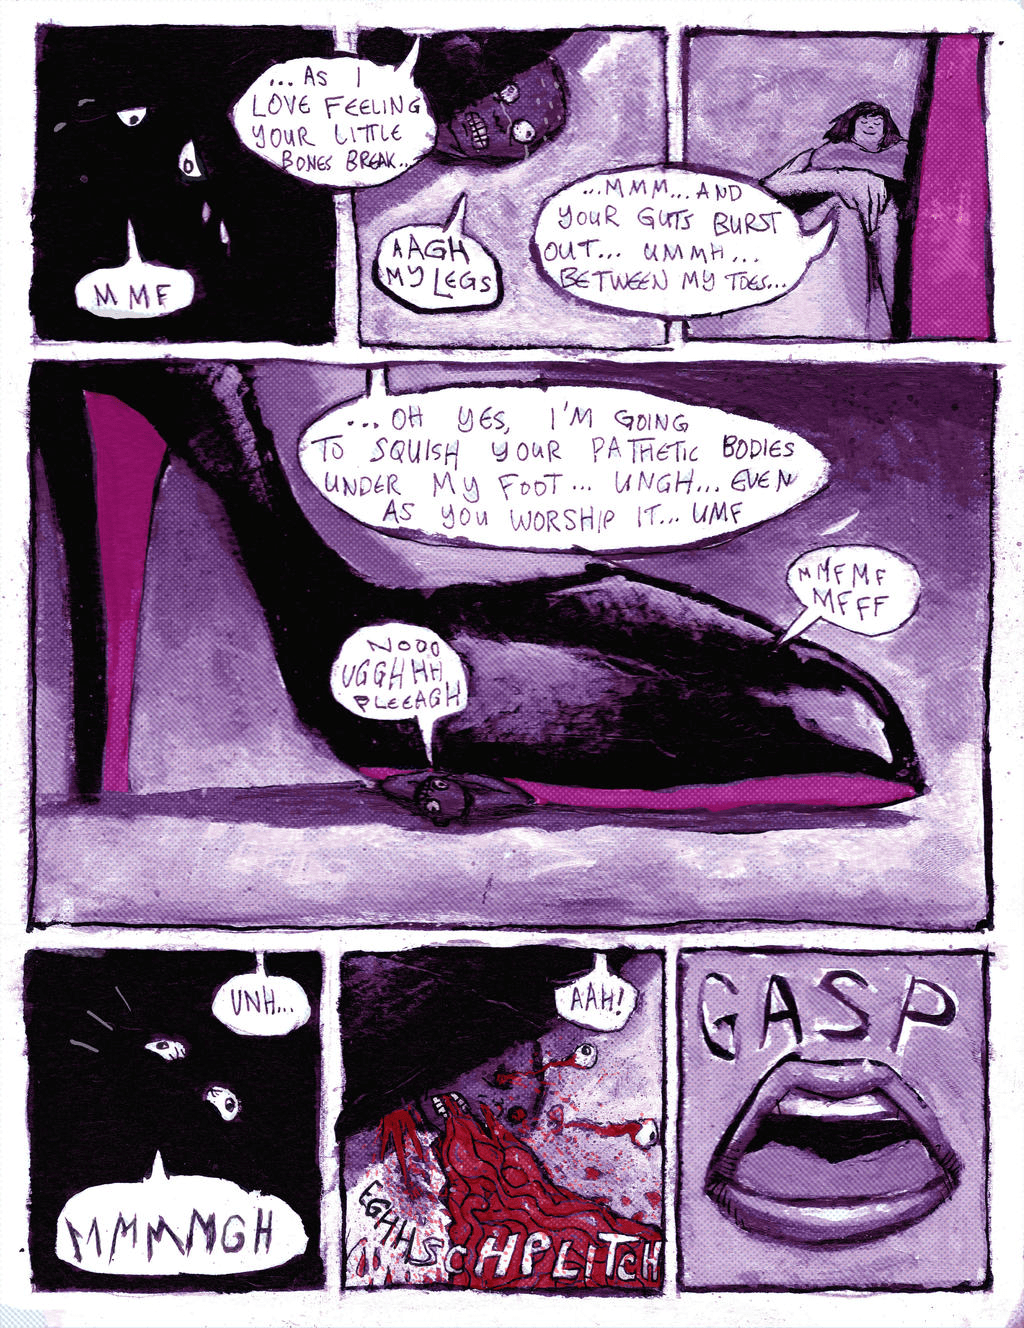 MMF
...AS I
LOVE FEELING
YOUR LITTLE
BONES BREAK...
AAGH
MY LEGS
...MMM...AND
YOUR GUTS BURST
OUT... UMMH...
BETWEEN MY TOES...
...OH YES, I'M GOING
TO SQUISH YOUR PATHETIC BODIES
UNDER MY FOOT... UNGH... EVEN
AS YOU WORSHIP IT... UMF
MMFMF
MFFF
NOOO
UGGHHH
PLEEAGH
UNH...
MMMMGH
AAH!
EGHHH
SCHPLITCH
GASP